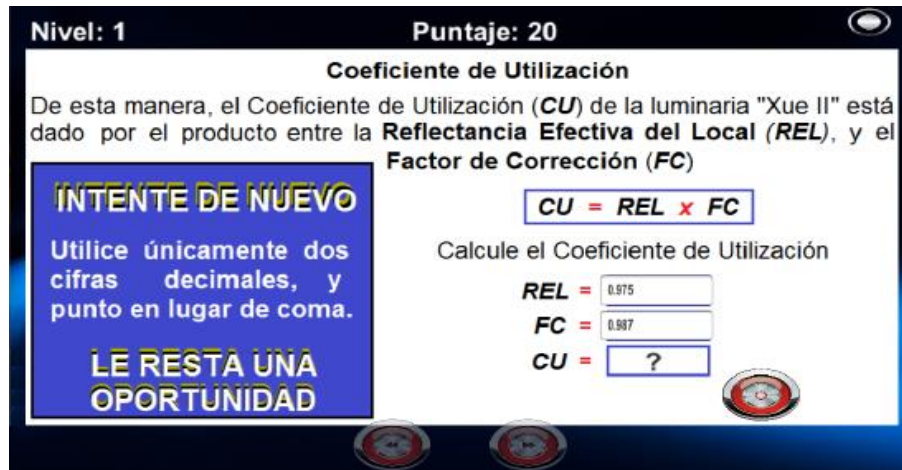 Nivel: 1
Puntaje: 20
Coeficiente de Utilización
De esta manera, el Coeficiente de Utilización (CU) de la luminaria "Xue II" está
dado por el producto entre la Reflectancia Efectiva del Local (REL), y el
Factor de Corrección (FC)
INTENTE DE NUEVO
Utilice únicamente dos
cifras decimales, y
punto en lugar de coma.
LE RESTA UNA
OPORTUNIDAD
CU = REL x FC
Calcule el Coeficiente de Utilización
REL = 0.975
FC = 0.987
CU = ?